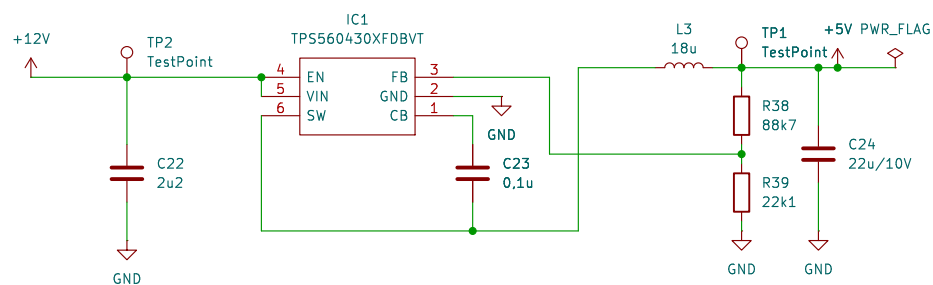 IC1
TPS560430XFDBVT
+12V
TP2
TestPoint
4 EN FB 3
5 VIN GND 2
6 SW CB 1
GND
L3
18u
TP1
TestPoint
+5V PWR_FLAG
R38
88k7
C22
2u2
C23
0,1u
C24
22u/10V
R39
22k1
GND
GND
GND